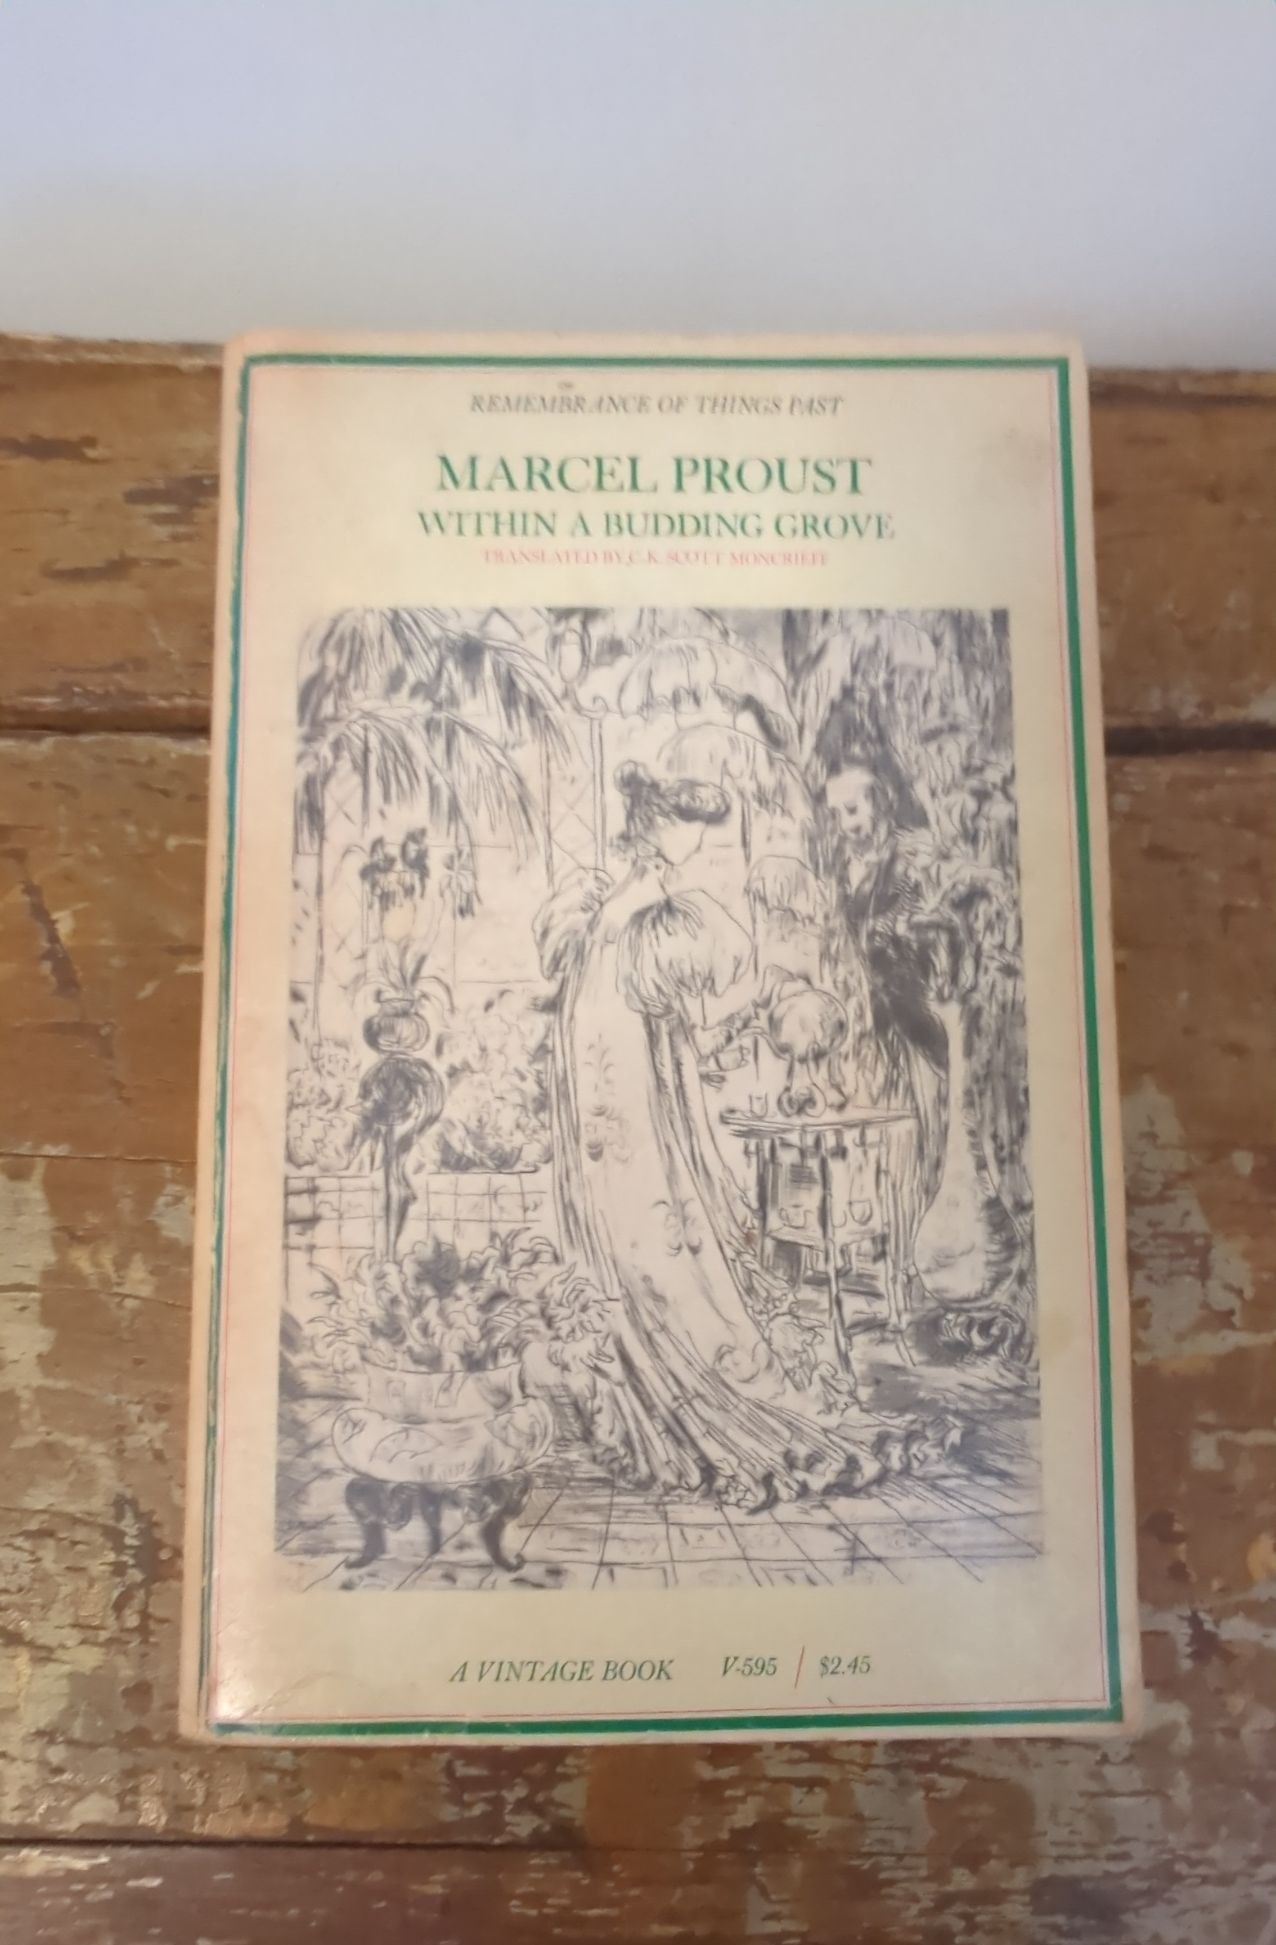 REMEMBRANCE OF THINGS PAST
MARCEL PROUST
WITHIN A BUDDING GROVE
TRANSLATED BY C. K. SCOTT MONCRIEFF
A VINTAGE BOOK V-595 / $2.45